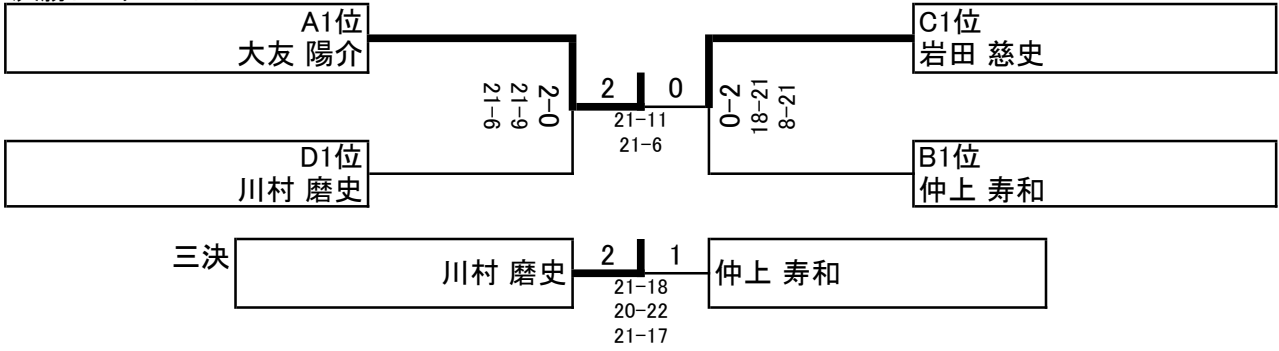 A1位
大友 陽介
C1位
岩田 慈史
2-0
21-9
21-6
2 0
21-11
21-6
0-2
18-21
8-21
D1位
川村 磨史
B1位
仲上 寿和
三決
川村 磨史
2 1
仲上 寿和
21-18
20-22
21-17